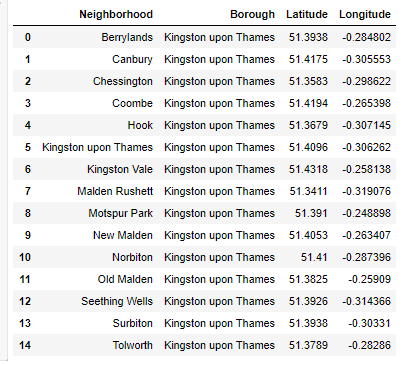 Neighborhood Borough Latitude Longitude
0 Berrylands Kingston upon Thames 51.3938 -0.284802
1 Canbury Kingston upon Thames 51.4175 -0.305553
2 Chessington Kingston upon Thames 51.3583 -0.298622
3 Coombe Kingston upon Thames 51.4194 -0.265398
4 Hook Kingston upon Thames 51.3679 -0.307145
5 Kingston upon Thames Kingston upon Thames 51.4096 -0.306262
6 Kingston Vale Kingston upon Thames 51.4318 -0.258138
7 Malden Rushett Kingston upon Thames 51.3411 -0.319076
8 Motspur Park Kingston upon Thames 51.391 -0.248898
9 New Malden Kingston upon Thames 51.4053 -0.263407
10 Norbiton Kingston upon Thames 51.41 -0.287396
11 Old Malden Kingston upon Thames 51.3825 -0.25909
12 Seething Wells Kingston upon Thames 51.3926 -0.314366
13 Surbiton Kingston upon Thames 51.3938 -0.30331
14 Tolworth Kingston upon Thames 51.3789 -0.28286